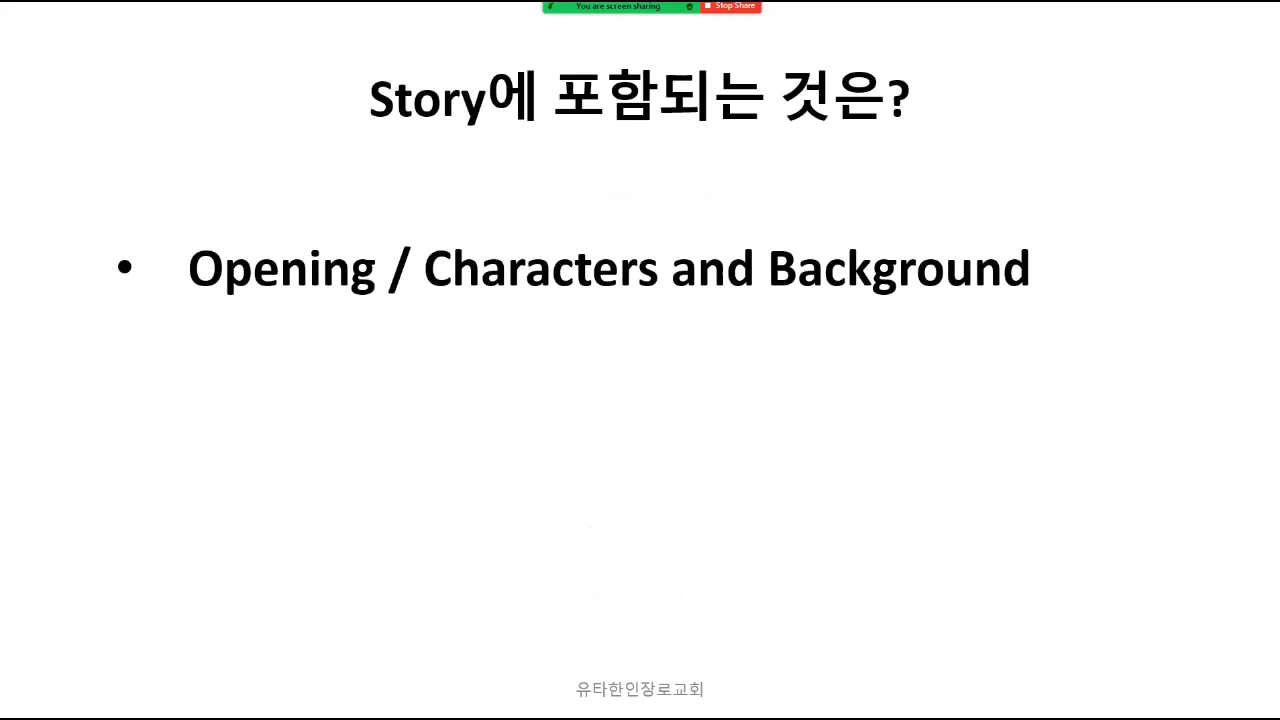 You are screen sharing Stop Share
Story에 포함되는 것은?
• Opening / Characters and Background
유타한인장로교회